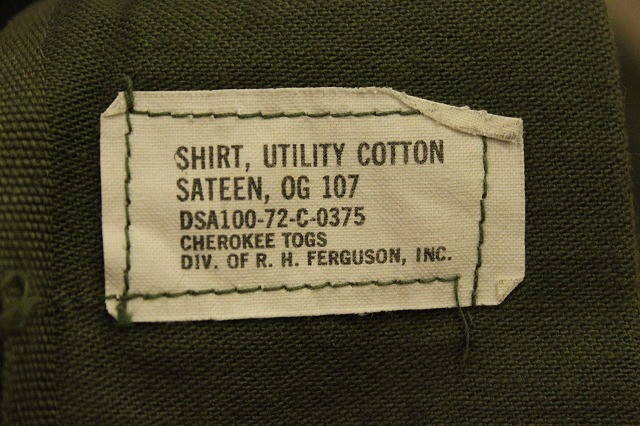 SHIRT, UTILITY COTTON
SATEEN, OG 107
DSA100-72-C-0375
CHEROKEE TOGS
DIV. OF R. H. FERGUSON, INC.